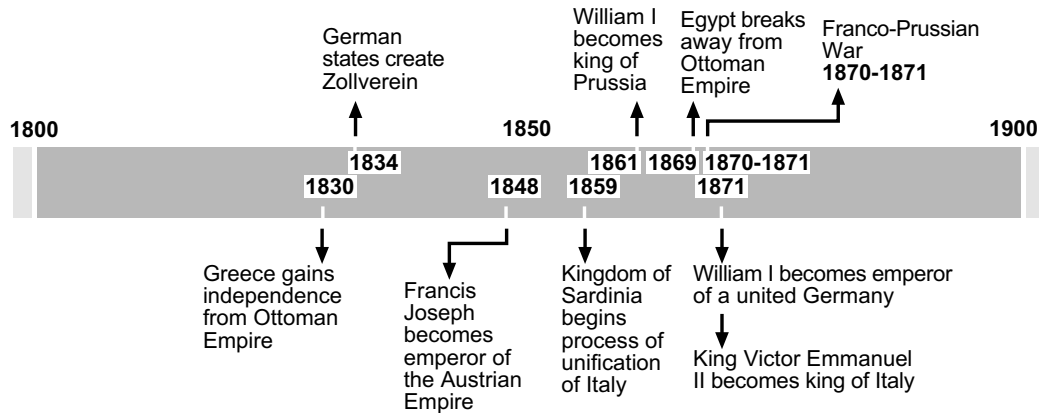 German
states create
Zollverein
William I
becomes
king of
Prussia
Egypt breaks
away from
Ottoman
Empire
Franco-Prussian
War
1870-1871
1800
1850
1900
1834
1861
1869
1870-1871
1830
1848
1859
1871
Greece gains
independence
from Ottoman
Empire
Francis
Joseph
becomes
emperor of
the Austrian
Empire
Kingdom of
Sardinia
begins
process of
unification
of Italy
William I becomes emperor
of a united Germany
King Victor Emmanuel
II becomes king of Italy